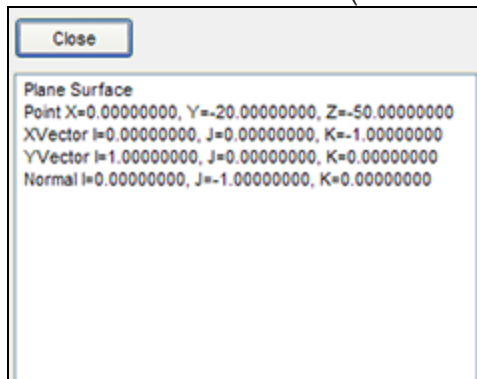 Close
Plane Surface
Point X=0.00000000, Y=-20.00000000, Z=-50.00000000
XVector I=0.00000000, J=0.00000000, K=-1.00000000
YVector I=1.00000000, J=0.00000000, K=0.00000000
Normal I=0.00000000, J=-1.00000000, K=0.00000000